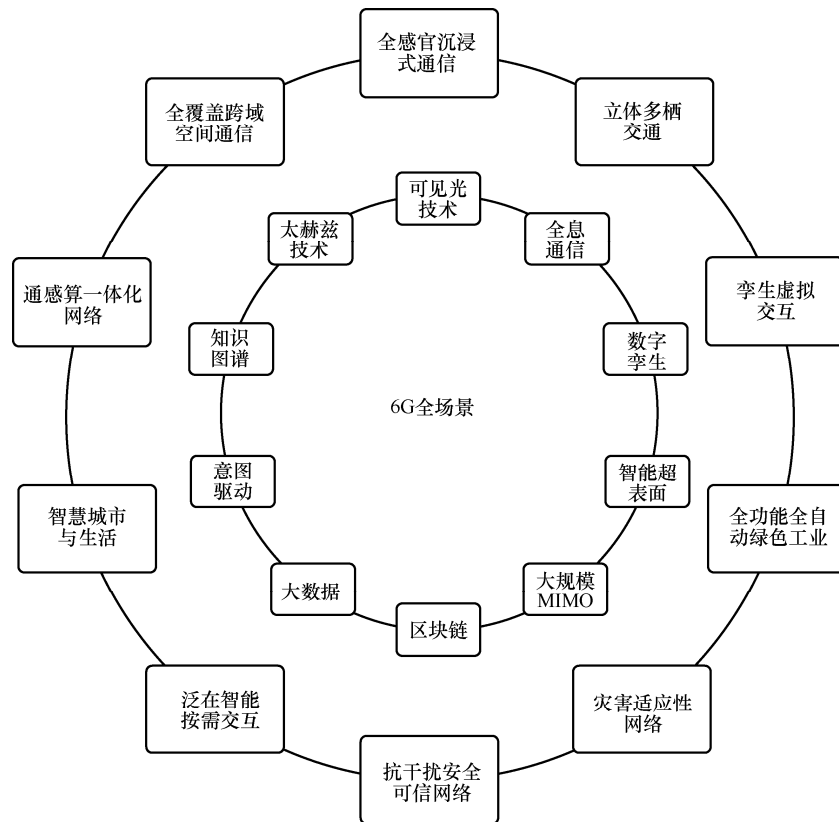 全感官沉浸
式通信
全覆盖跨域
空间通信
立体多栖
交通
可见光
技术
太赫兹
技术
全息
通信
通感算一体化
网络
孪生虚拟
交互
知识
图谱
数字
孪生
6G全场景
意图
驱动
智能超
表面
智慧城市
与生活
全功能全自
动绿色工业
大数据
大规模
MIMO
区块链
泛在智能
按需交互
灾害适应性
网络
抗干扰安全
可信网络